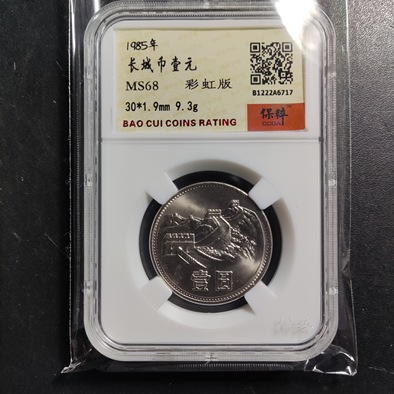 1985年
长城币壹元
MS68 彩虹版
30*1.9mm 9.3g
B1222A6717
保粹
BAO CUI COINS RATING
壹圆